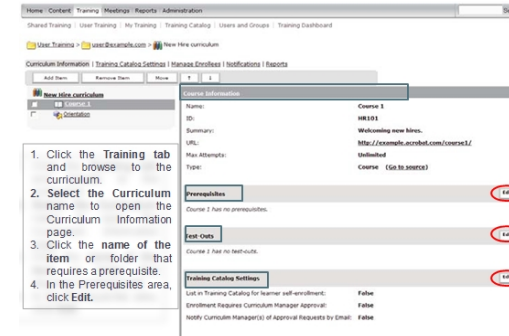 Home Content Training Meetings Reports Administration
Shared Training | User Training | My Training | Training Catalog | Users and Groups | Training Dashboard
User Training > user@example.com > New Hire curriculum
Curriculum Information | Training Catalog Settings | Manage Enrollees | Notifications | Reports
Add Item Remove Item Move
New Hire curriculum
Course 1
Orientation
Course Information
Name: Course 1
ID: HR101
Summary: Welcoming new hires.
URL: http://example.acrobat.com/course1/
Max Attempts: Unlimited
Type: Course (Go to source)
Prerequisites
Course 1 has no prerequisites.
Test-Outs
Course 1 has no test-outs.
Training Catalog Settings
List in Training Catalog for learner self-enrollment: False
Enrollment Requires Curriculum Manager Approval: False
Notify Curriculum Manager(s) of Approval Requests by Email: False
1. Click the Training tab
and browse to the
curriculum.
2. Select the Curriculum
name to open the
Curriculum Information
page.
3. Click the name of the
item or folder that
requires a prerequisite.
4. In the Prerequisites area,
click Edit.